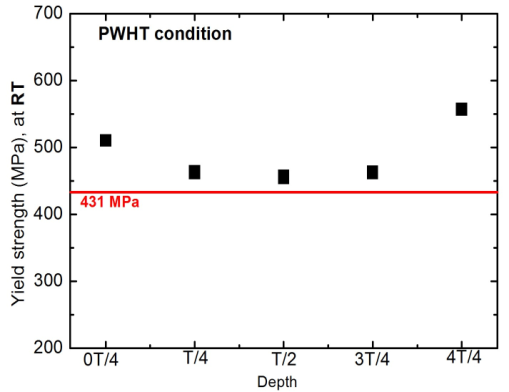 PWHT condition
Yield strength (MPa), at RT
700
600
500
400
300
200
431 MPa
0T/4 T/4 T/2 3T/4 4T/4
Depth